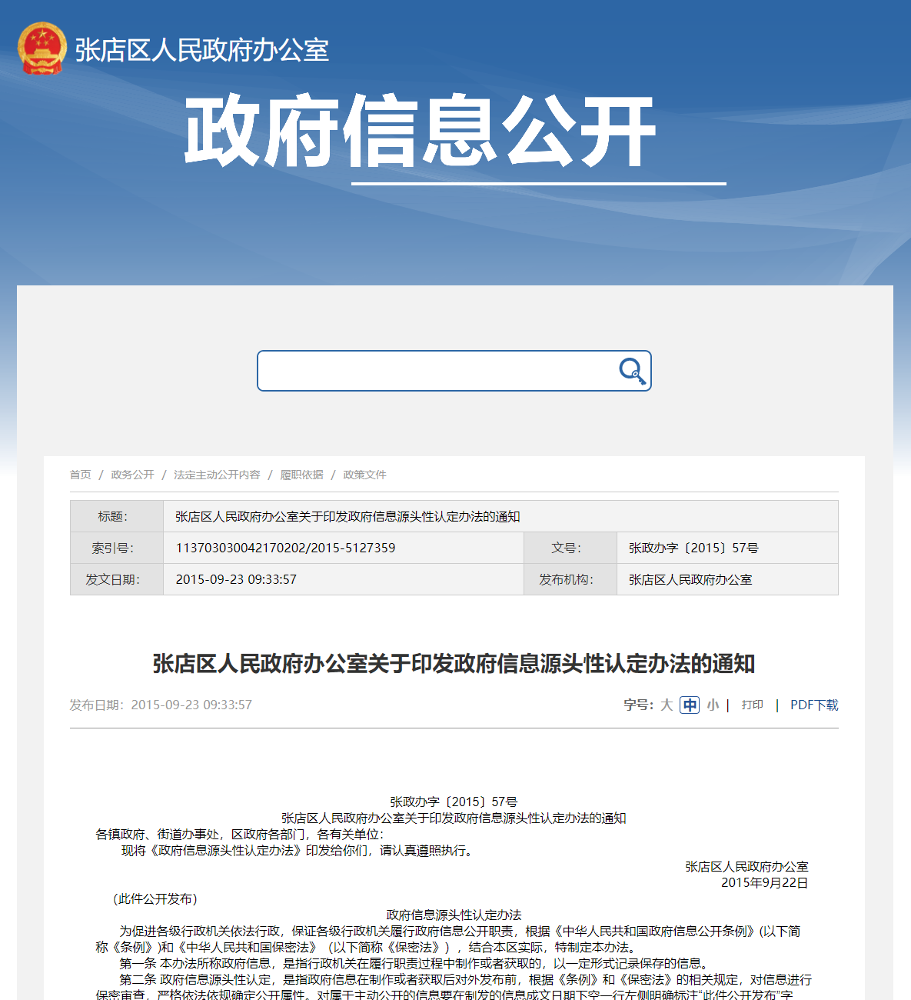 张店区人民政府办公室
政府信息公开
首页 / 政务公开 / 法定主动公开内容 / 履职依据 / 政策文件
标题： 张店区人民政府办公室关于印发政府信息源头性认定办法的通知
索引号： 113703030042170202/2015-5127359 文号： 张政办字〔2015〕57号
发文日期： 2015-09-23 09:33:57 发布机构： 张店区人民政府办公室
张店区人民政府办公室关于印发政府信息源头性认定办法的通知
发布日期：2015-09-23 09:33:57 字号：大 中 小 | 打印 | PDF下载
张政办字〔2015〕57号
张店区人民政府办公室关于印发政府信息源头性认定办法的通知
各镇政府、街道办事处，区政府各部门，各有关单位：
现将《政府信息源头性认定办法》印发给你们，请认真遵照执行。
张店区人民政府办公室
2015年9月22日
（此件公开发布）
政府信息源头性认定办法
为促进各级行政机关依法行政，保证各级行政机关履行政府信息公开职责，根据《中华人民共和国政府信息公开条例》(以下简
称《条例》)和《中华人民共和国保密法》（以下简称《保密法》），结合本区实际，特制定本办法。
第一条 本办法所称政府信息，是指行政机关在履行职责过程中制作或者获取的，以一定形式记录保存的信息。
第二条 政府信息源头性认定，是指政府信息在制作或者获取后对外发布前，根据《条例》和《保密法》的相关规定，对信息进行
保密审查，严格依法依规确定公开属性。对属于主动公开的信息要在制发的信息成文日期下空一行左侧明确标注“此件公开发布”字